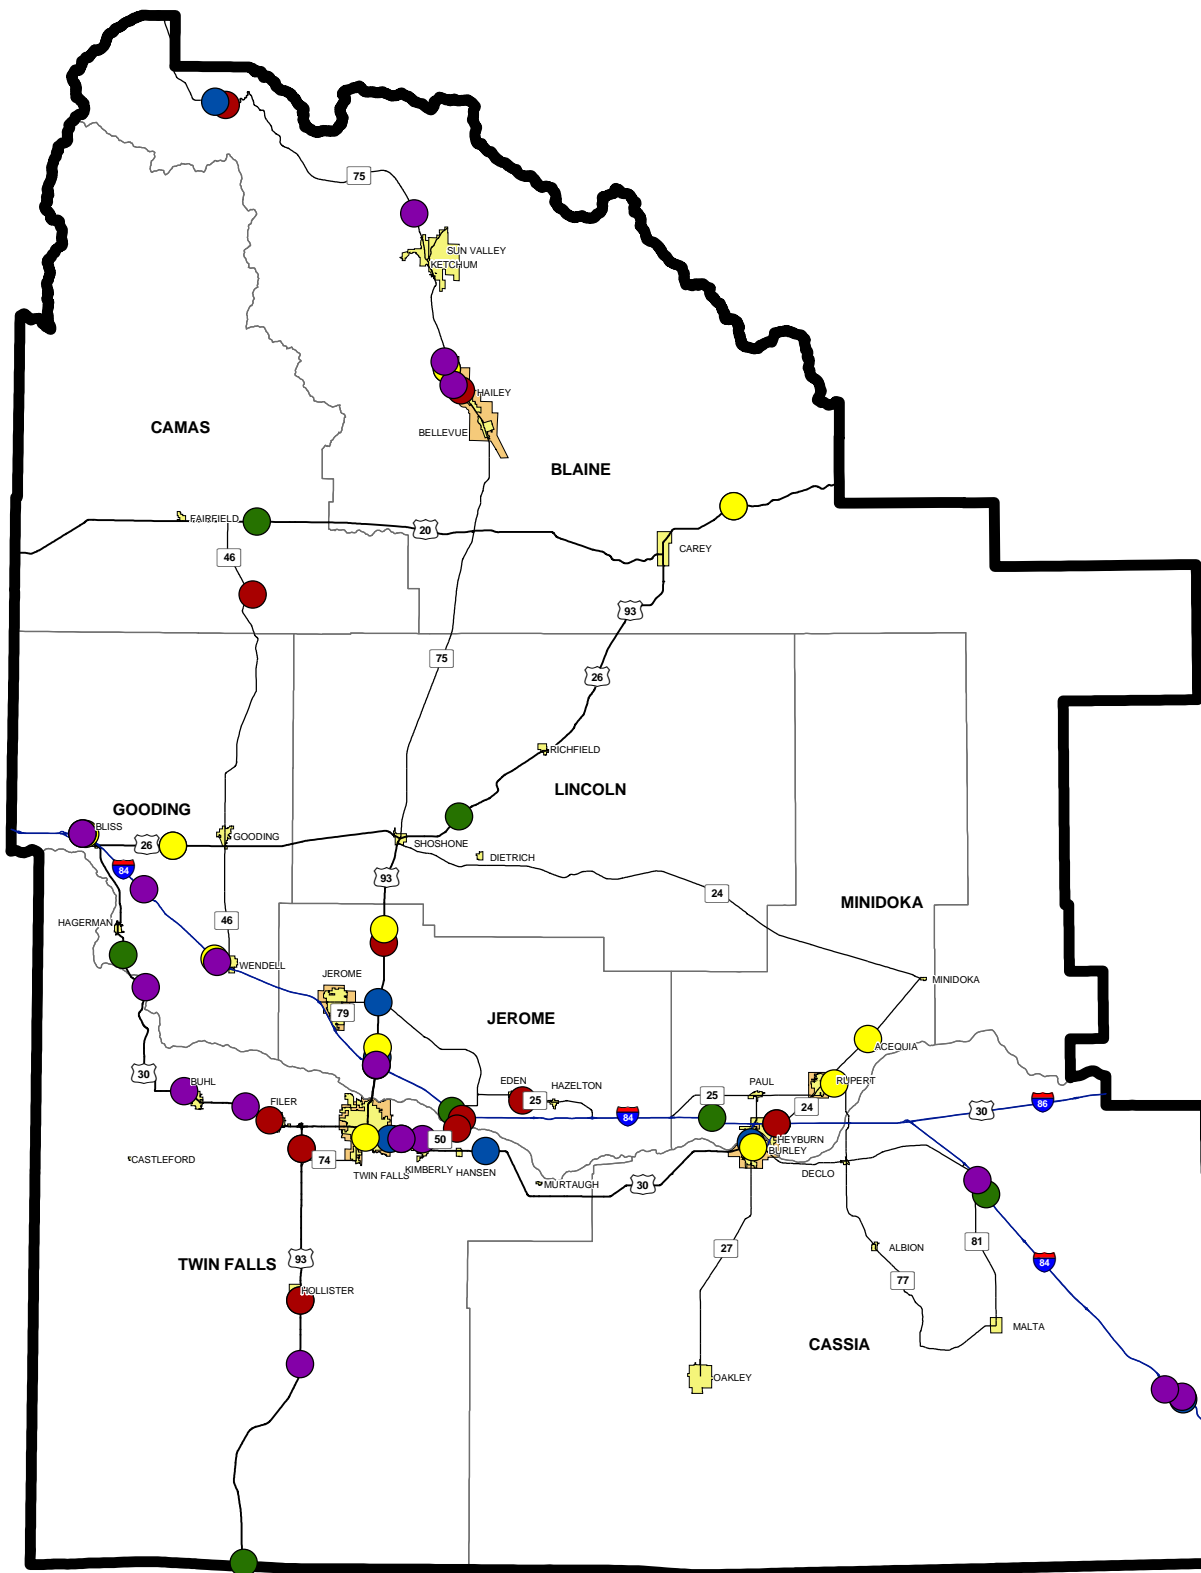 75
SUN VALLEY
KETCHUM
HAILEY
CAMAS
BELLEVUE
BLAINE
FAIRFIELD
20
CAREY
46
93
75
26
RICHFIELD
LINCOLN
GOODING
BLISS
GOODING
26
SHOSHONE
DIETRICH
84
93
24
MINIDOKA
HAGERMAN
46
WENDELL
JEROME
MINIDOKA
79
JEROME
ACEQUIA
30
BUHL
EDEN
HAZELTON
PAUL
RUPERT
25
25
24
30
86
FILER
84
50
HEYBURN
BURLEY
CASTLEFORD
74
TWIN FALLS
KIMBERLY
HANSEN
DECLO
MURTAUGH
30
TWIN FALLS
93
27
ALBION
81
84
77
HOLLISTER
MALTA
CASSIA
OAKLEY